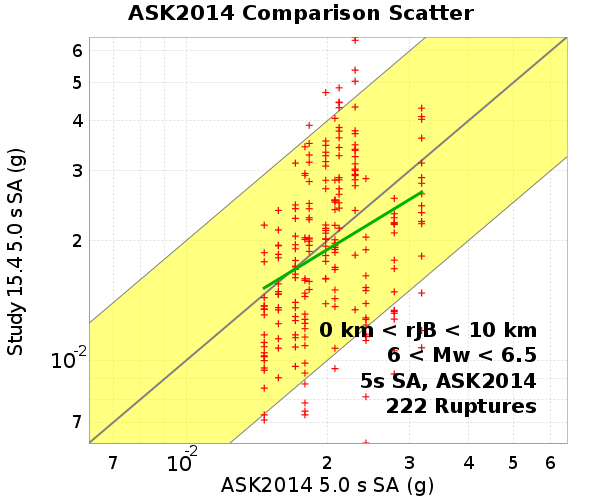 ASK2014 Comparison Scatter
Study 15.4 5.0 s SA (g)
6
5
4
3
2
10-2
7
0 km < rJB < 10 km
6 < Mw < 6.5
5s SA, ASK2014
222 Ruptures
7 10-2 2 3 4 5 6
ASK2014 5.0 s SA (g)